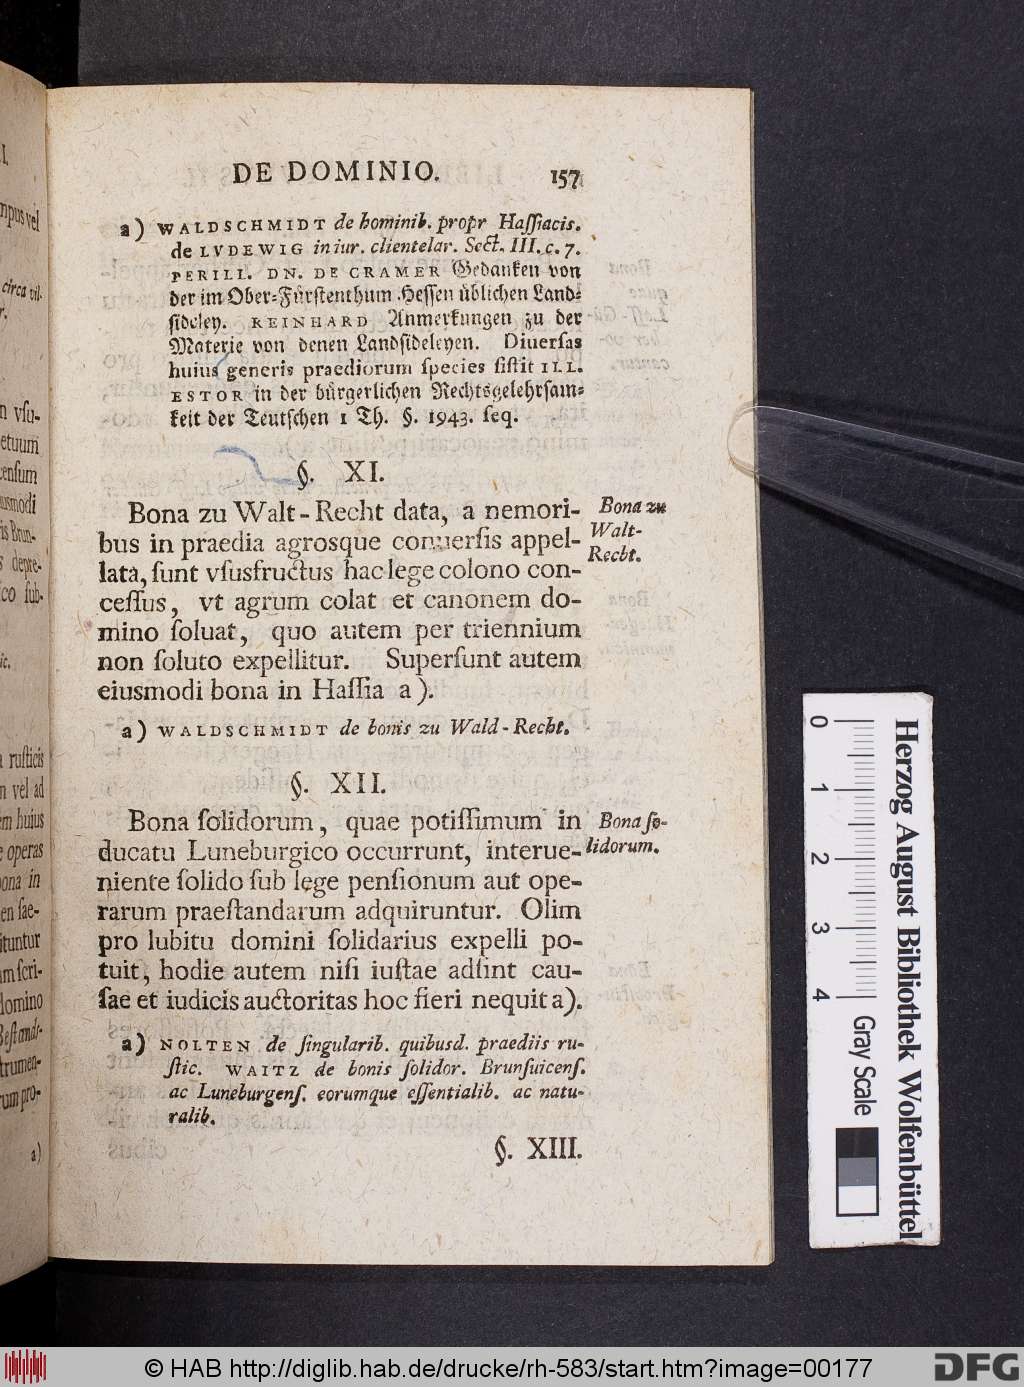 DE DOMINIO. 157
a) WALDSCHMIDT de hominib. propr Haſſiacis.
de LVDEWIG in iur. clientelar. Sect. III. c. 7.
PERILL. DN. DE CRAMER Gedanken von
der im Ober-Fürſtenthum Heſſen üblichen Land-
ſideley. REINHARD Anmerkungen zu der
Materie von denen Landſideleyen. Diuerſas
huius generis praediorum ſpecies ſiſtit ILL.
ESTOR in der bürgerlichen Rechtsgelehrſam-
keit der Teutſchen 1 Th. §. 1943. ſeq.
§. XI.
Bona zu Walt-Recht data, a nemori-
bus in praedia agrosque conuerſis appel-
lata, ſunt vſusfructus hac lege colono con-
ceſſus, vt agrum colat et canonem do-
mino ſoluat, quo autem per triennium
non ſoluto expellitur. Superſunt autem
eiusmodi bona in Haſſia a).
Bona zu
Walt-
Recht.
a) WALDSCHMIDT de bonis zu Wald-Recht.
§. XII.
Bona ſolidorum, quae potiſſimum in
ducatu Luneburgico occurrunt, interue-
niente ſolido ſub lege penſionum aut ope-
rarum praeſtandarum adquiruntur. Olim
pro lubitu domini ſolidarius expelli po-
tuit, hodie autem niſi iuſtae adſint cau-
ſae et iudicis auctoritas hoc fieri nequit a).
Bona ſo-
lidorum.
a) NOLTEN de ſingularib. quibusd. praediis ru-
ſtic. WAITZ de bonis ſolidor. Brunſuicenſ.
ac Luneburgenſ. eorumque eſſentialib. ac natu-
ralib.
§. XIII.
0 1 2 3 4 Gray Scale
Herzog August Bibliothek Wolfenbüttel
© HAB http://diglib.hab.de/drucke/rh-583/start.htm?image=00177
DFG